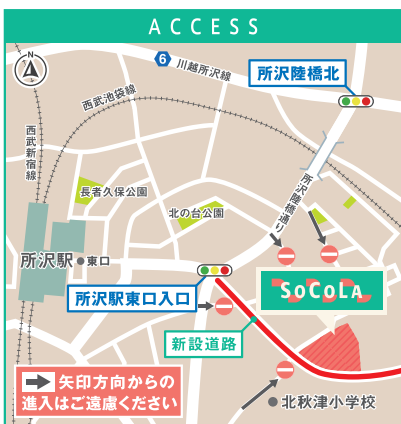 ACCESS
N
6
川越所沢線
所沢陸橋北
西武池袋線
西武新宿線
長者久保公園
北の台公園
所沢陸橋通り
所沢駅
東口
所沢駅東口入口
SoCoLA
新設道路
矢印方向からの
進入はご遠慮ください
北秋津小学校